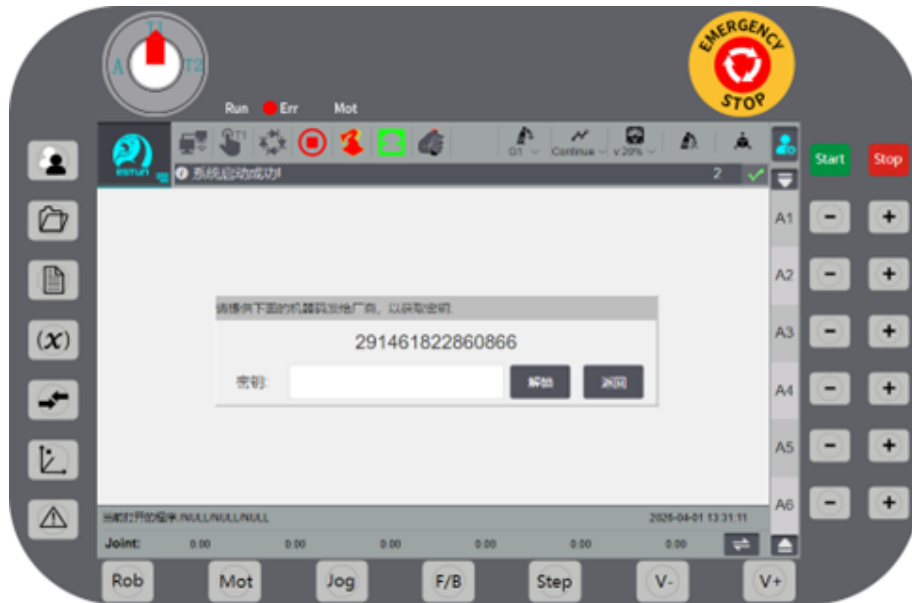 T1
A
T2
EMERGENCY
STOP
Run Err Mot
T1
G1 Continue V:20%
ESTUN
系统启动成功!
2
Start Stop
A1 - +
A2 - +
请提供下面的机器码发给厂商，以获取密钥:
291461822860866
(x)
A3 - +
密钥:
解锁 返回
A4 - +
A5 - +
A6 - +
当前打开的程序:/NULL/NULL/NULL
2026-04-01 13:31:11
Joint: 0.00 0.00 0.00 0.00 0.00 0.00
Rob Mot Jog F/B Step V- V+